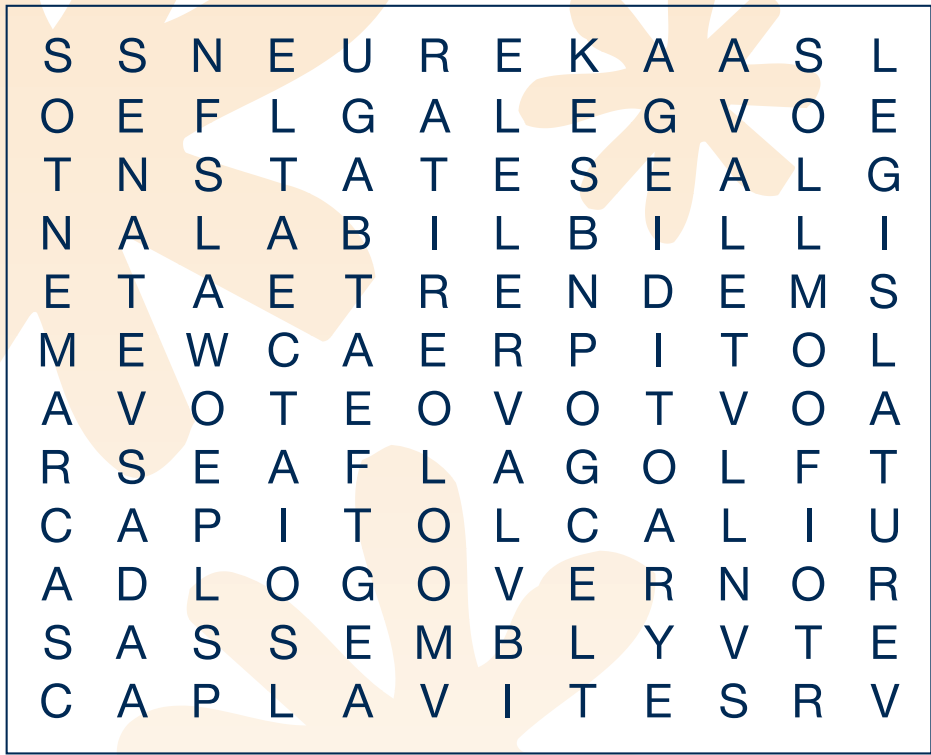 S S N E U R E K A A S L
O E F L G A L E G V O E
T N S T A T E S E A L G
N A L A B I L B I L L I
E T A E T R E N D E M S
M E W C A E R P I T O L
A V O T E O V O T V O A
R S E A F L A G O L F T
C A P I T O L C A L I U
A D L O G O V E R N O R
S A S S E M B L Y V T E
C A P L A V I T E S R V